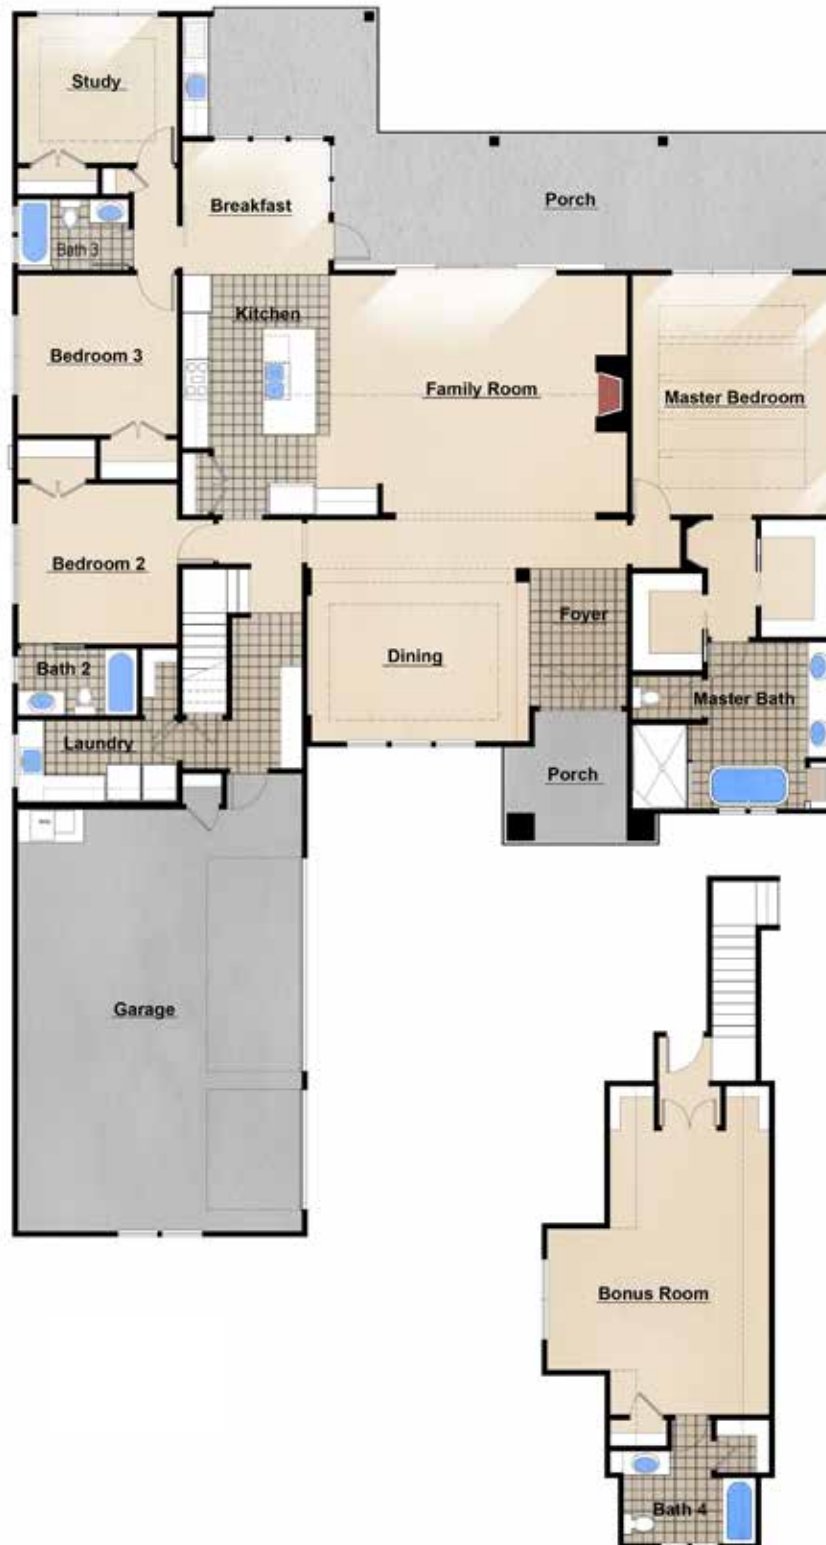 Study
Breakfast
Porch
Bath 3
Kitchen
Bedroom 3
Family Room
Master Bedroom
Bedroom 2
Foyer
Dining
Bath 2
Master Bath
Laundry
Porch
Garage
Bonus Room
Bath 4